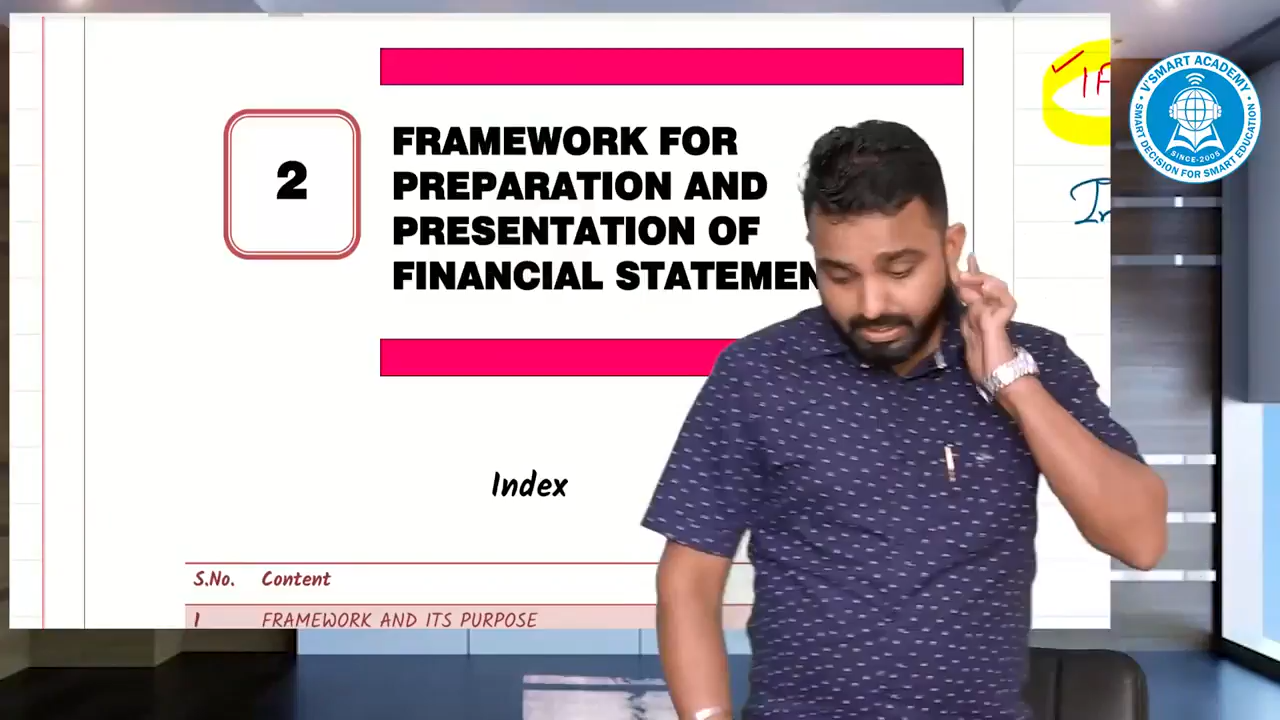 2
FRAMEWORK FOR
PREPARATION AND
PRESENTATION OF
FINANCIAL STATEMEN
Index
S.No. Content
1 FRAMEWORK AND ITS PURPOSE
V'SMART ACADEMY
SINCE-2005
SMART DECISION FOR SMART EDUCATION